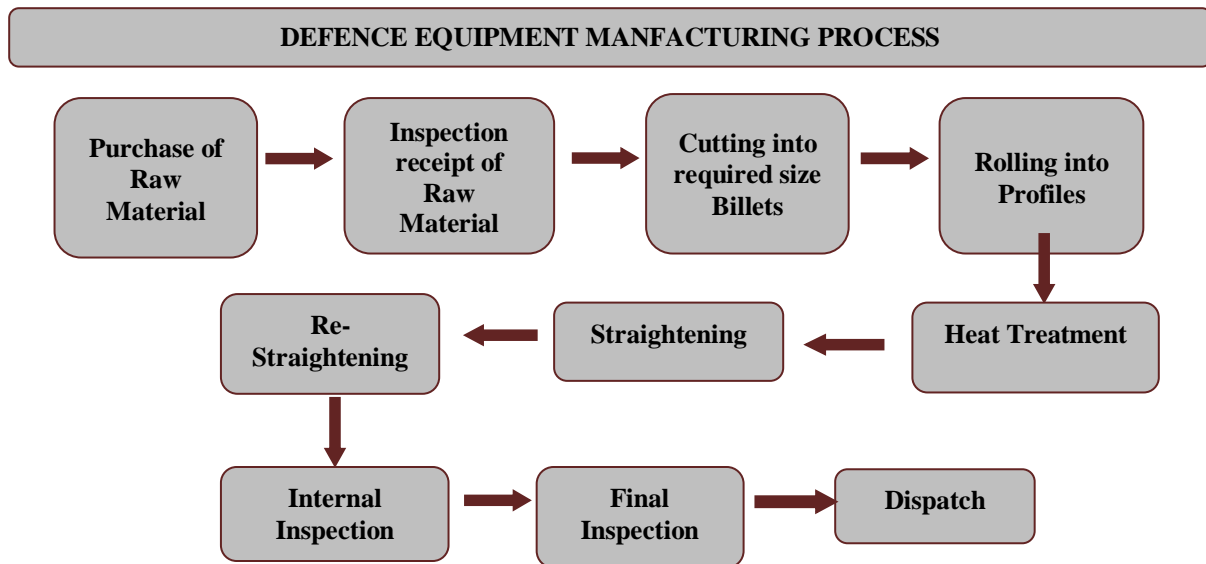 DEFENCE EQUIPMENT MANFACTURING PROCESS
Purchase of
Raw
Material
Inspection
receipt of
Raw
Material
Cutting into
required size
Billets
Rolling into
Profiles
Heat Treatment
Straightening
Re-
Straightening
Internal
Inspection
Final
Inspection
Dispatch